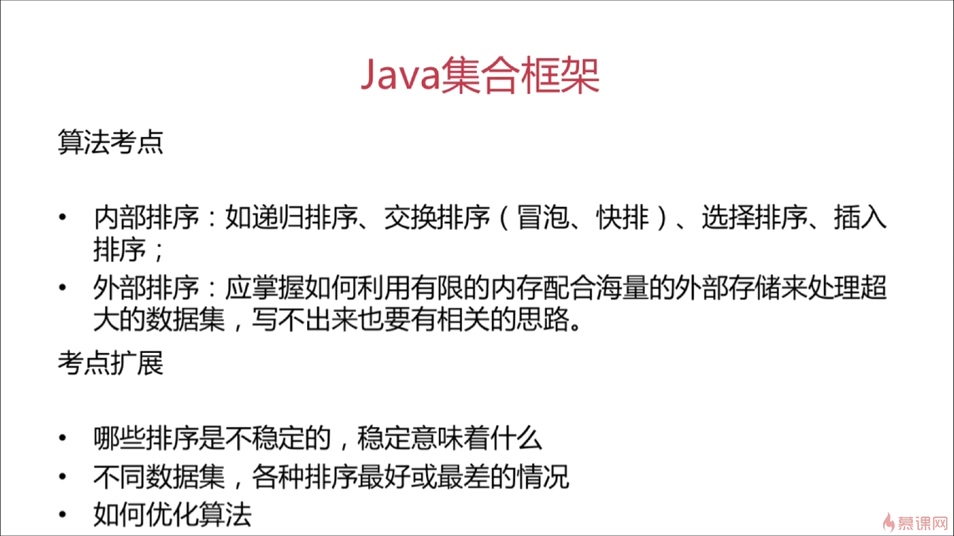 Java集合框架
算法考点
• 内部排序：如递归排序、交换排序（冒泡、快排）、选择排序、插入
排序；
• 外部排序：应掌握如何利用有限的内存配合海量的外部存储来处理超
大的数据集，写不出来也要有相关的思路。
考点扩展
• 哪些排序是不稳定的，稳定意味着什么
• 不同数据集，各种排序最好或最差的情况
• 如何优化算法
慕课网